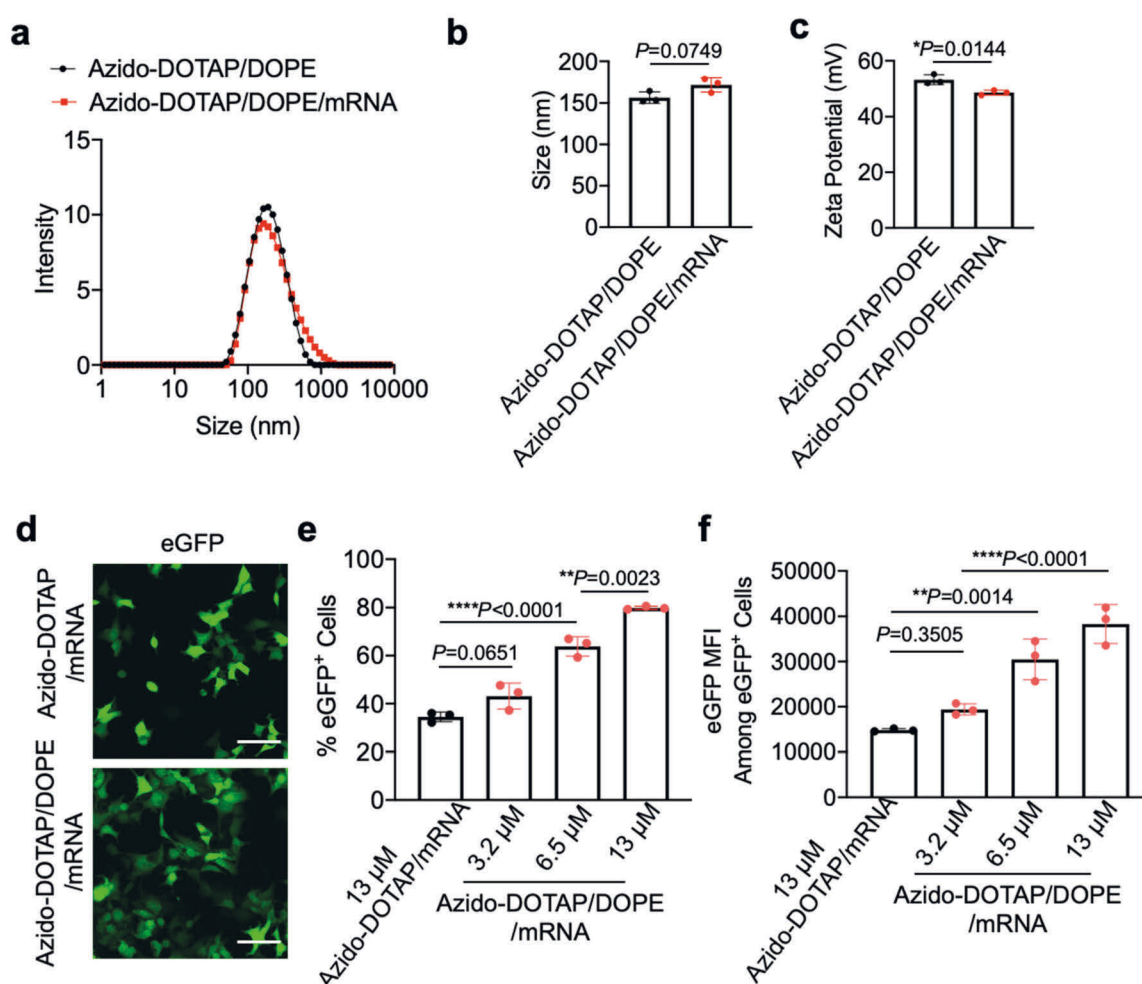 a
Azido-DOTAP/DOPE
Azido-DOTAP/DOPE/mRNA
15
10
5
0
Intensity
1
10
100
1000
10000
Size (nm)
b
P=0.0749
200
150
100
50
0
Size (nm)
Azido-DOTAP/DOPE
Azido-DOTAP/DOPE/mRNA
c
*P=0.0144
60
40
20
0
Zeta Potential (mV)
Azido-DOTAP/DOPE
Azido-DOTAP/DOPE/mRNA
d
eGFP
Azido-DOTAP
/mRNA
Azido-DOTAP/DOPE
/mRNA
e
**P=0.0023
****P<0.0001
P=0.0651
100
80
60
40
20
0
% eGFP+ Cells
13 µM
Azido-DOTAP/mRNA
3.2 µM
6.5 µM
13 µM
Azido-DOTAP/DOPE
/mRNA
f
****P<0.0001
**P=0.0014
P=0.3505
50000
40000
30000
20000
10000
0
eGFP MFI
Among eGFP+ Cells
13 µM
Azido-DOTAP/mRNA
3.2 µM
6.5 µM
13 µM
Azido-DOTAP/DOPE
/mRNA